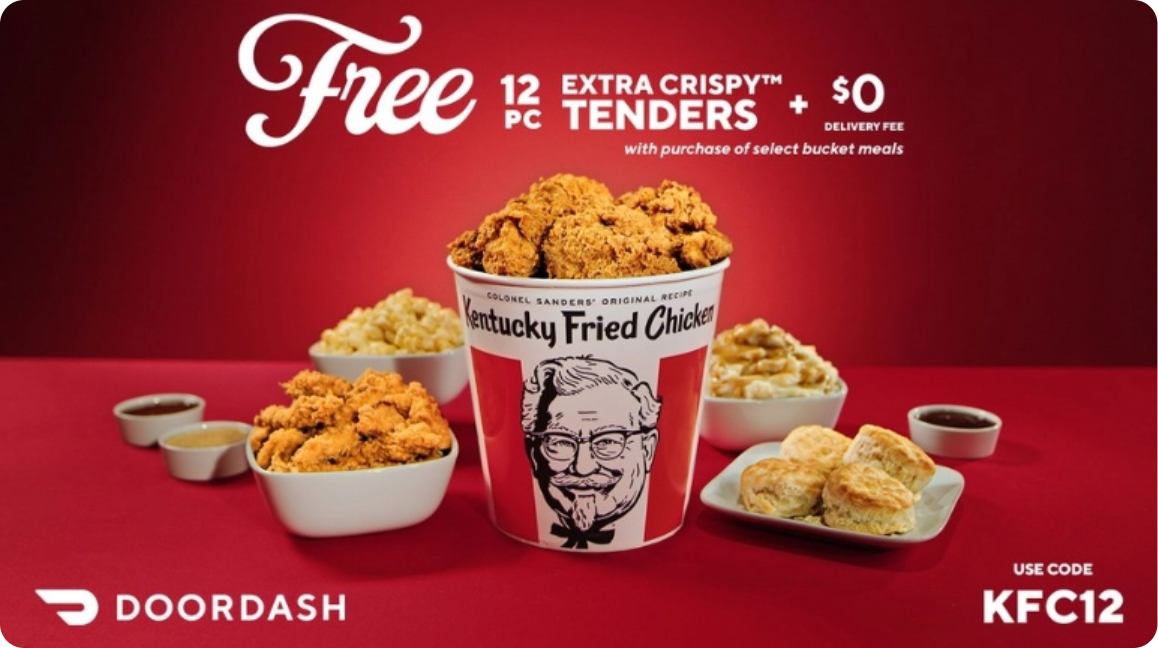 Free 12 PC EXTRA CRISPY™ TENDERS + $0 DELIVERY FEE
with purchase of select bucket meals
COLONEL SANDERS' ORIGINAL RECIPE
Kentucky Fried Chicken
DOORDASH
USE CODE
KFC12